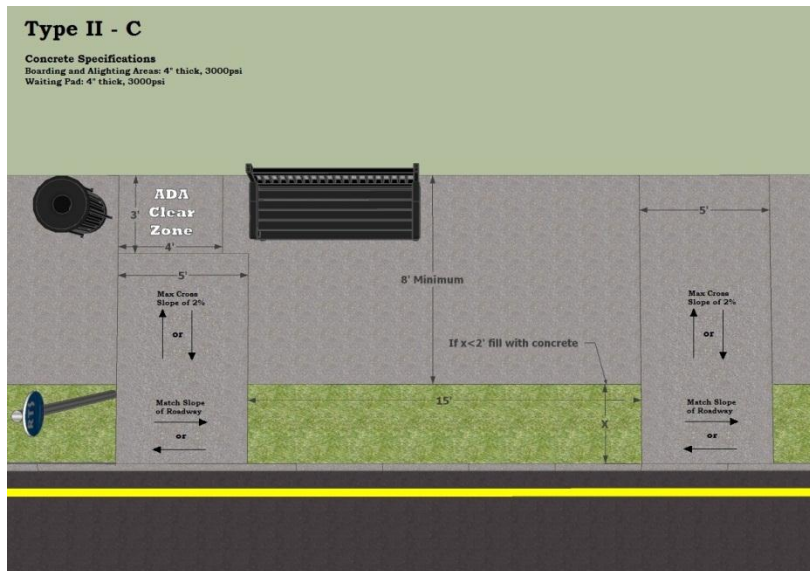 Type II - C
Concrete Specifications
Boarding and Alighting Areas: 4" thick, 3000psi
Waiting Pad: 4" thick, 3000psi
ADA
Clear
Zone
3'
4'
5'
5'
8' Minimum
Max Cross
Slope of 2%
or
Max Cross
Slope of 2%
or
If x<2' fill with concrete
15'
X
Match Slope
of Roadway
or
Match Slope
of Roadway
or
RTS